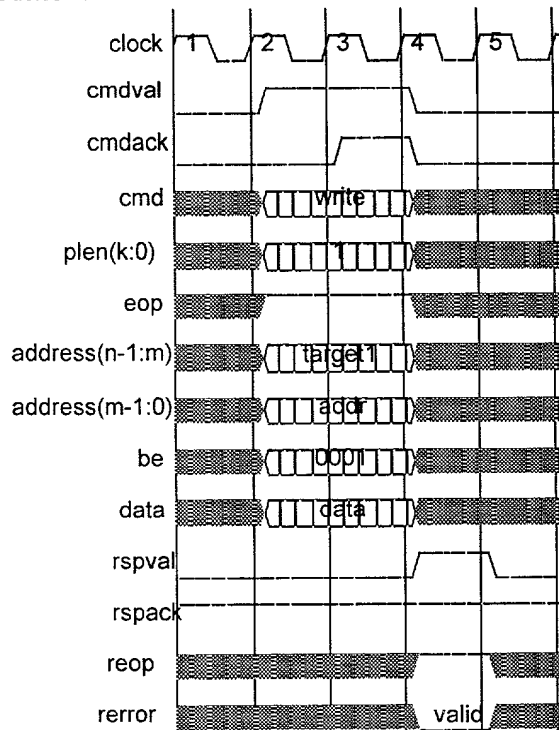 clock 1 2 3 4 5
cmdval
cmdack
cmd write
plen(k:0) 1
eop
address(n-1:m) target1
address(m-1:0) addr
be 0001
data data
rspval
rspack
reop
rerror valid